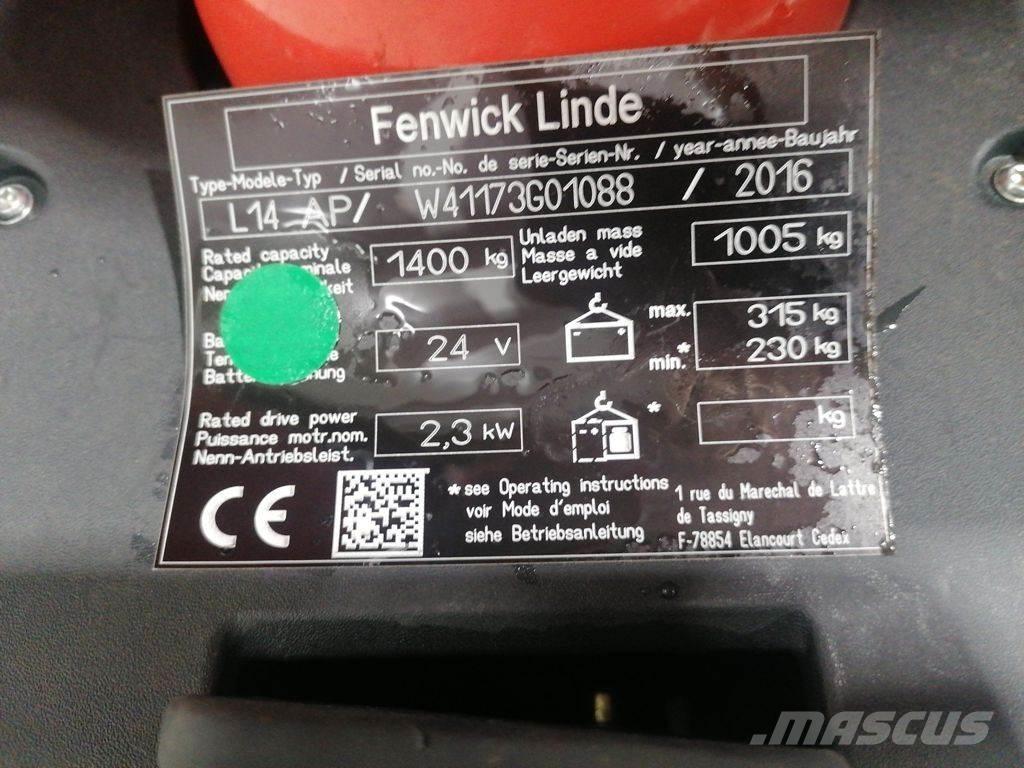 Fenwick Linde
Type-Modele-Typ / Serial no.-No. de serie-Serien-Nr. / year-annee-Baujahr
L14 AP/ W41173G01088 / 2016
Rated capacity
1400 kg
Unladen mass
Masse a vide
Leergewicht
1005 kg
24 V
max. 315 kg
min.* 230 kg
Rated drive power
Puissance motr.nom.
Nenn-Antriebsleist.
2,3 kW
*
kg
CE
*see Operating instructions
voir Mode d'emploi
siehe Betriebsanleitung
1 rue du Marechal de Lattre
de Tassigny
F-78854 Elancourt Cedex
.MASCUS